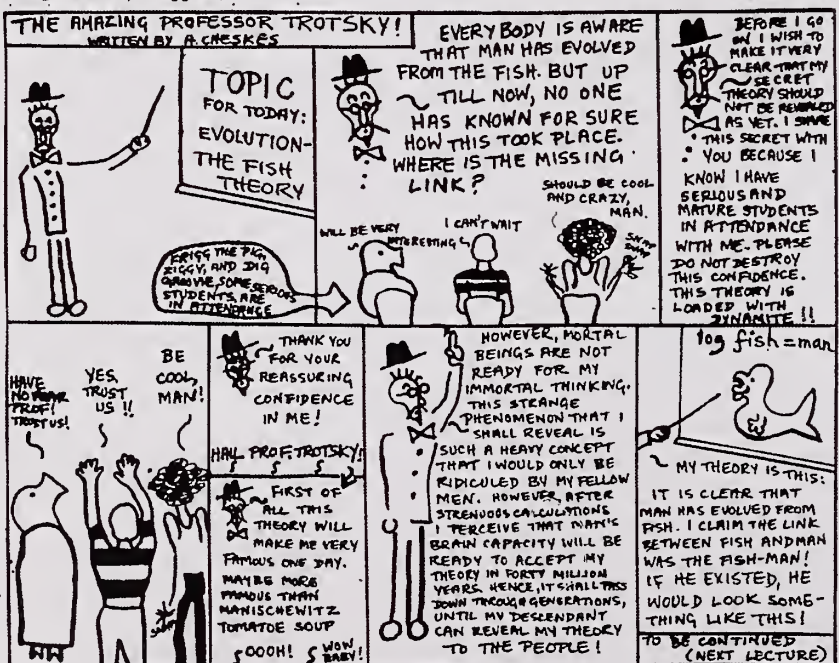 THE AMAZING PROFESSOR TROTSKY!
WRITTEN BY A. CHESKES
TOPIC
FOR TODAY:
EVOLUTION-
THE FISH
THEORY
FRIGG THE PIG,
ZIGGY, AND DIG
GROOVIE, SOME SERIOUS
STUDENTS, ARE
IN ATTENDANCE
EVERYBODY IS AWARE
THAT MAN HAS EVOLVED
FROM THE FISH. BUT UP
TILL NOW, NO ONE
HAS KNOWN FOR SURE
HOW THIS TOOK PLACE.
WHERE IS THE MISSING
LINK?
WILL BE VERY
INTERESTING
I CAN'T WAIT
SHOULD BE COOL
AND CRAZY,
MAN.
SNAP
SNAP
BEFORE I GO
ON I WISH TO
MAKE IT VERY
CLEAR THAT MY
SECRET
THEORY SHOULD
NOT BE REVEALED
AS YET. I SHARE
THIS SECRET WITH
YOU BECAUSE I
KNOW I HAVE
SERIOUS AND
MATURE STUDENTS
IN ATTENDANCE
WITH ME. PLEASE
DO NOT DESTROY
THIS CONFIDENCE.
THIS THEORY IS
LOADED WITH
DYNAMITE!!
HAVE
NO FEAR
PROF!
TRUST US!
YES,
TRUST
US!!
BE
COOL,
MAN!
SNAP
THANK YOU
FOR YOUR
REASSURING
CONFIDENCE
IN ME!
HAIL PROF. TROTSKY!
FIRST OF
ALL THIS
THEORY WILL
MAKE ME VERY
FAMOUS ONE DAY.
MAYBE MORE
FAMOUS THAN
MANISCHEWITZ
TOMATOE SOUP
OOOH!
WOW
BABY!
HOWEVER, MORTAL
BEINGS ARE NOT
READY FOR MY
IMMORTAL THINKING.
THIS STRANGE
PHENOMENON THAT I
SHALL REVEAL IS
SUCH A HEAVY CONCEPT
THAT I WOULD ONLY BE
RIDICULED BY MY FELLOW
MEN. HOWEVER, AFTER
STRENUOUS CALCULATIONS
I PERCEIVE THAT MAN'S
BRAIN CAPACITY WILL BE
READY TO ACCEPT MY
THEORY IN FORTY MILLION
YEARS. HENCE, IT SHALL PASS
DOWN THROUGH GENERATIONS,
UNTIL MY DESCENDANT
CAN REVEAL MY THEORY
TO THE PEOPLE!
log fish = man
MY THEORY IS THIS:
IT IS CLEAR THAT
MAN HAS EVOLVED FROM
FISH. I CLAIM THE LINK
BETWEEN FISH AND MAN
WAS THE FISH-MAN!
IF HE EXISTED, HE
WOULD LOOK SOME-
THING LIKE THIS!
TO BE CONTINUED
(NEXT LECTURE)